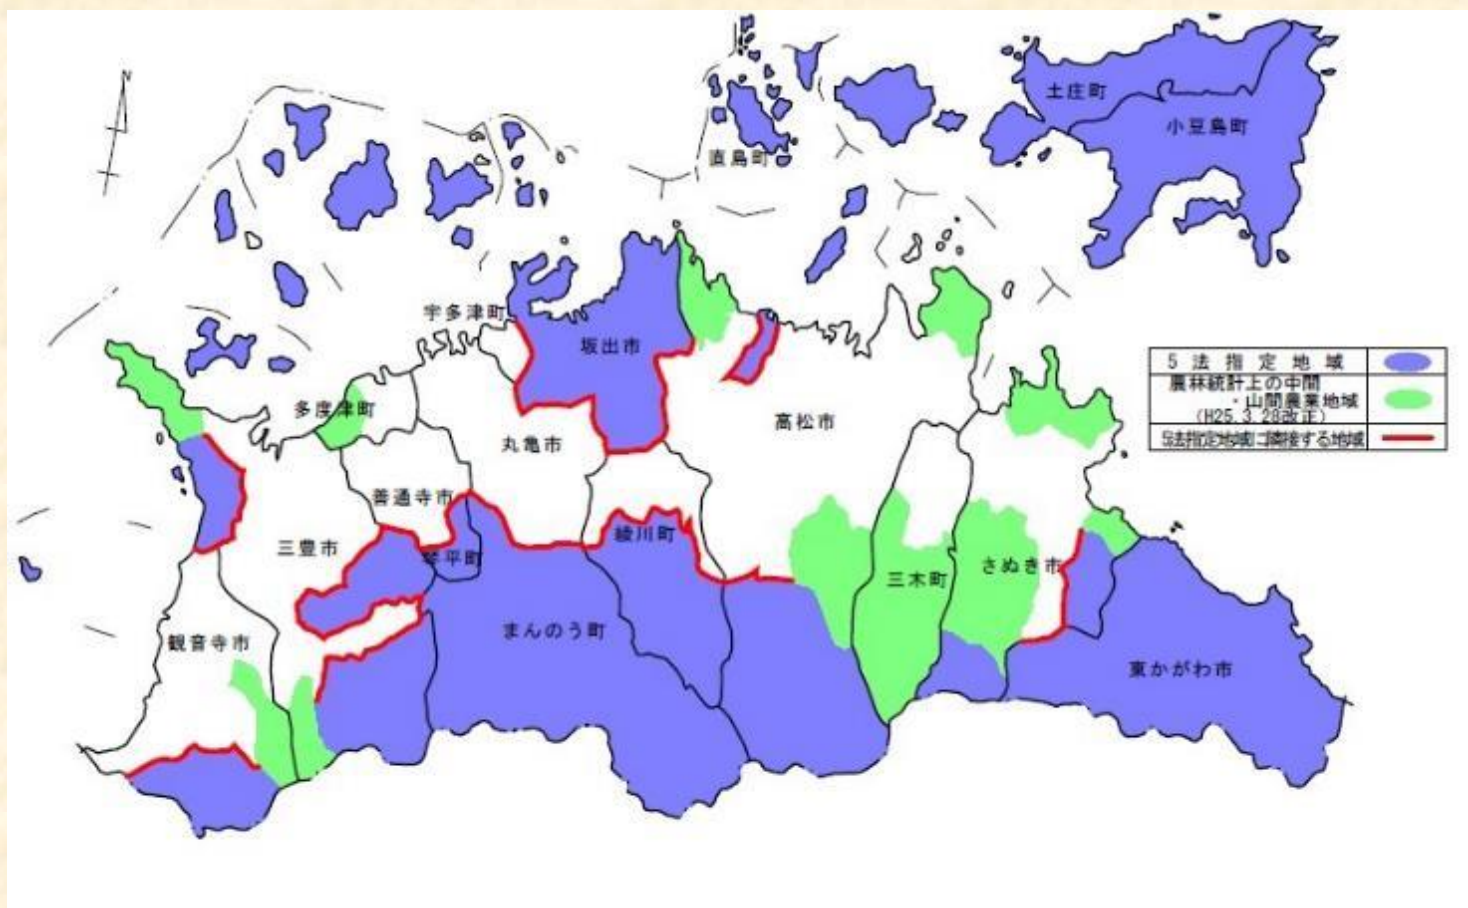 N
土庄町
小豆島町
直島町
宇多津町
坂出市
多度津町
高松市
丸亀市
善通寺市
三豊市
琴平町
綾川町
三木町
さぬき市
観音寺市
まんのう町
東かがわ市
5法指定地域
農林統計上の中間
・山間農業地域
(H25.3.28改正)
5法指定地域に隣接する地域